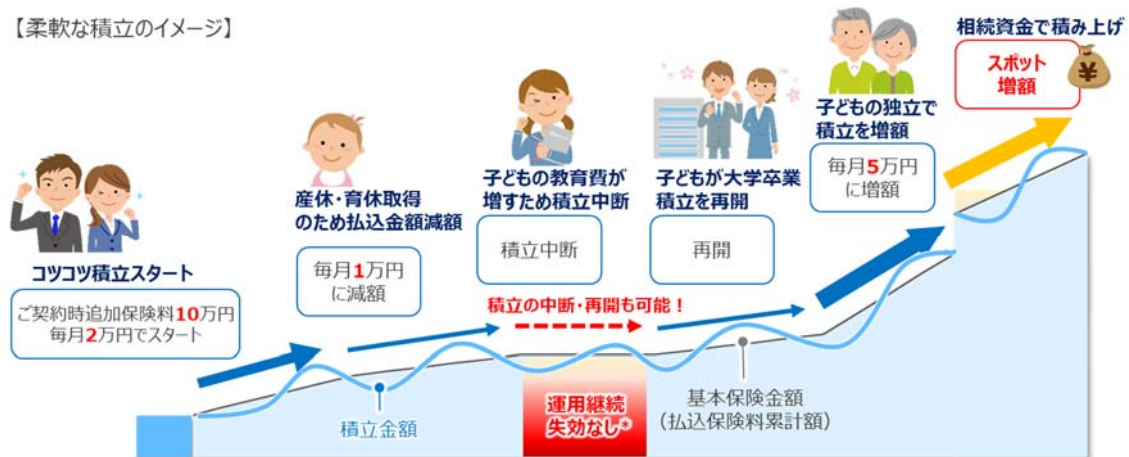 【柔軟な積立のイメージ】
コツコツ積立スタート
ご契約時追加保険料10万円
毎月2万円でスタート
産休・育休取得
のため払込金額減額
毎月1万円
に減額
子どもの教育費が
増すため積立中断
積立中断
子どもが大学卒業
積立を再開
再開
子どもの独立で
積立を増額
毎月5万円
に増額
相続資金で積み上げ
スポット
増額
¥
積立の中断・再開も可能！
積立金額
運用継続
失効なし*
基本保険金額
（払込保険料累計額）